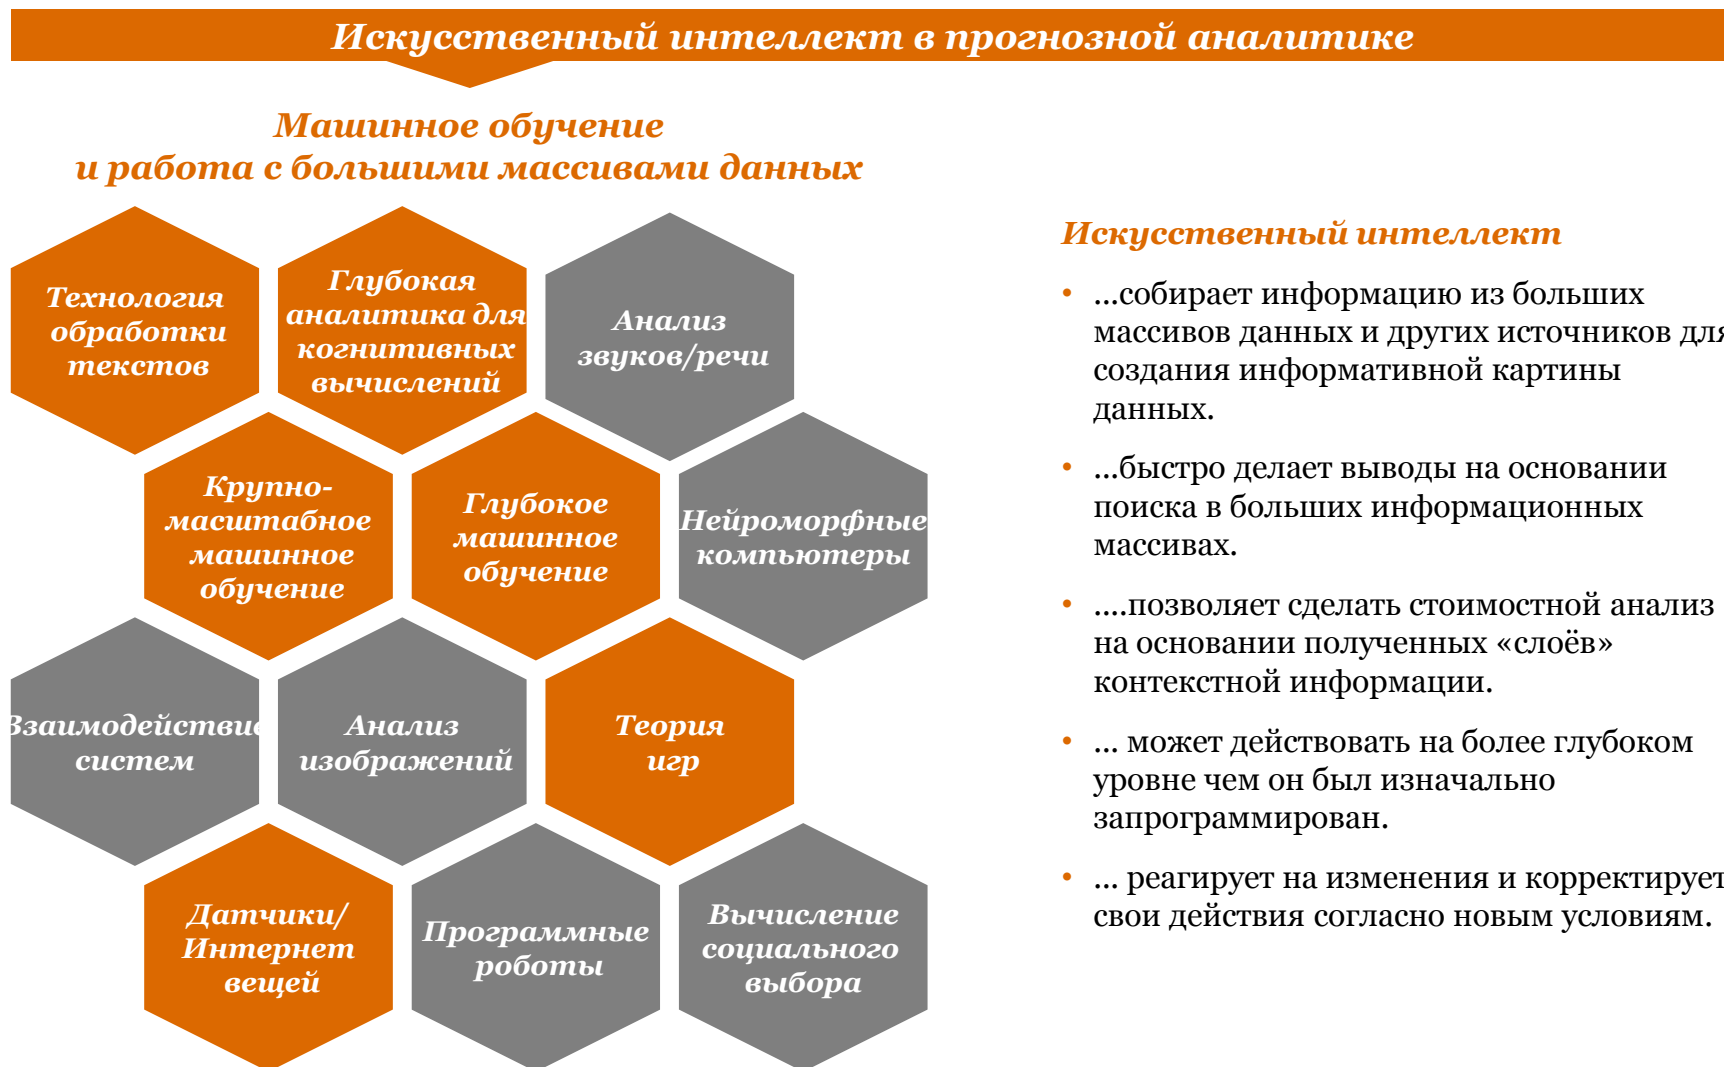 Искусственный интеллект в прогнозной аналитике
Машинное обучение
и работа с большими массивами данных
Технология
обработки
текстов
Глубокая
аналитика для
когнитивных
вычислений
Анализ
звуков/речи
Крупно-
масштабное
машинное
обучение
Глубокое
машинное
обучение
Нейроморфные
компьютеры
Взаимодействие
систем
Анализ
изображений
Теория
игр
Датчики/
Интернет
вещей
Программные
роботы
Вычисление
социального
выбора
Искусственный интеллект
• ...собирает информацию из больших
массивов данных и других источников для
создания информативной картины
данных.
• ...быстро делает выводы на основании
поиска в больших информационных
массивах.
• ....позволяет сделать стоимостной анализ
на основании полученных «слоёв»
контекстной информации.
• ... может действовать на более глубоком
уровне чем он был изначально
запрограммирован.
• ... реагирует на изменения и корректирует
свои действия согласно новым условиям.